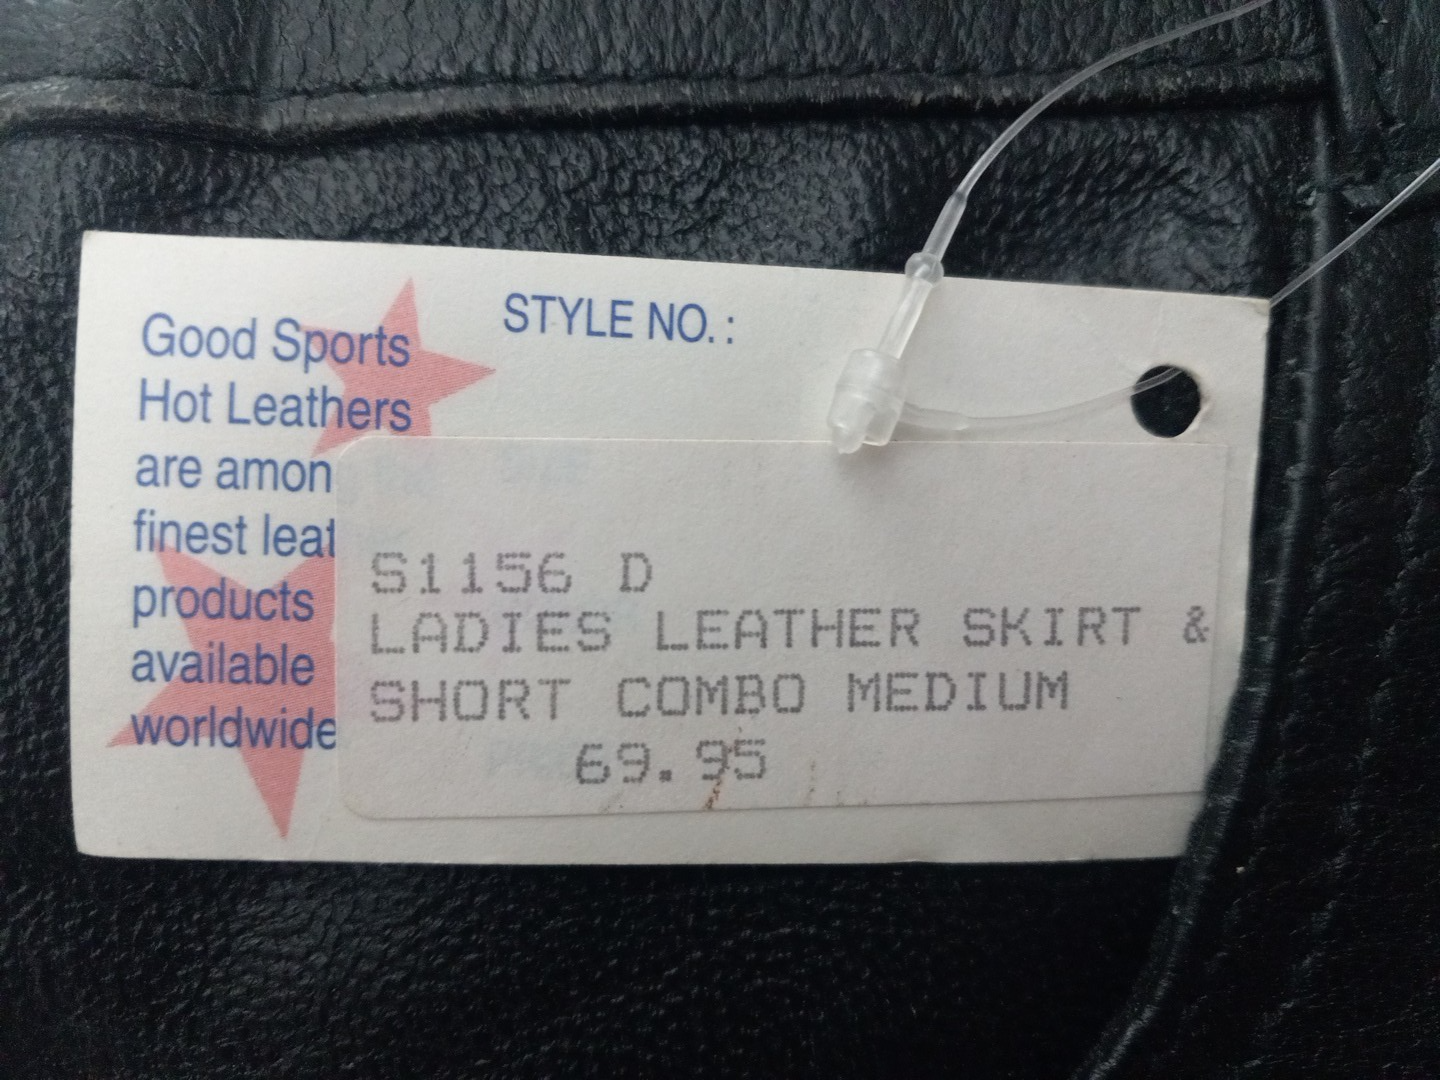 Good Sports
Hot Leathers
are amon
finest leat
products
available
worldwide
STYLE NO. :
S1156 D
LADIES LEATHER SKIRT &
SHORT COMBO MEDIUM
69.95